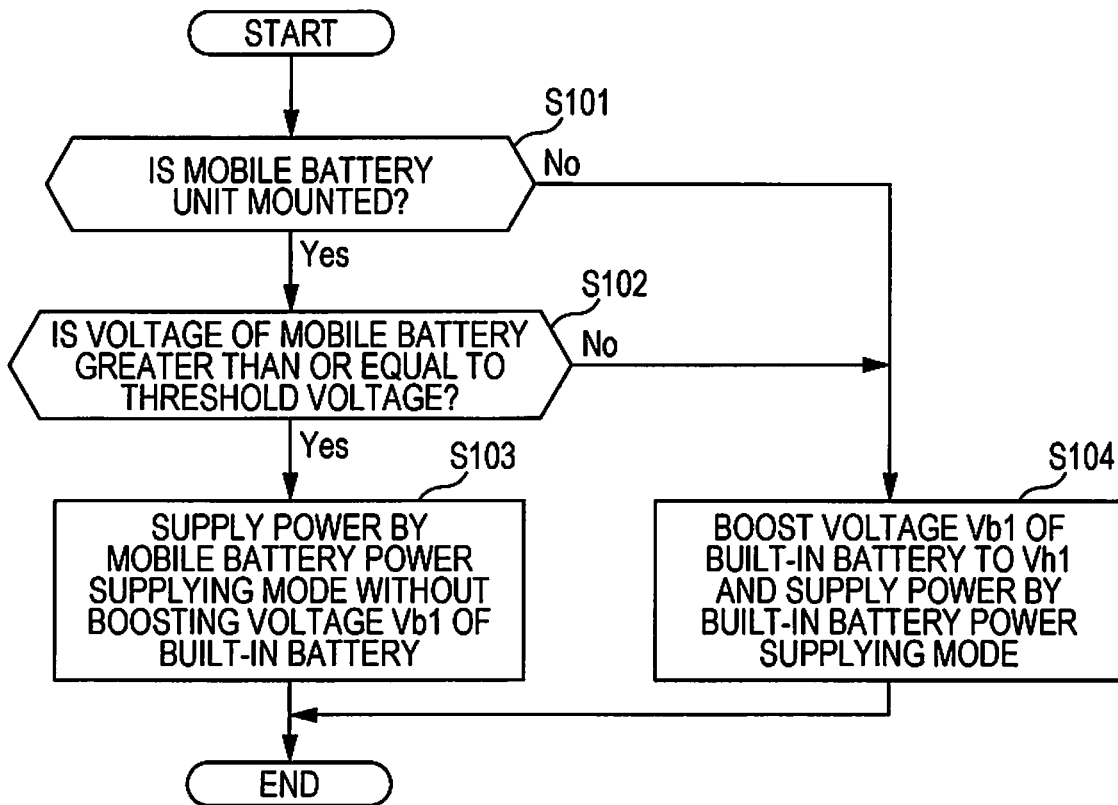 START
S101
IS MOBILE BATTERY
UNIT MOUNTED?
No
Yes
S102
IS VOLTAGE OF MOBILE BATTERY
GREATER THAN OR EQUAL TO
THRESHOLD VOLTAGE?
No
Yes
S103
SUPPLY POWER BY
MOBILE BATTERY POWER
SUPPLYING MODE WITHOUT
BOOSTING VOLTAGE Vb1 OF
BUILT-IN BATTERY
S104
BOOST VOLTAGE Vb1 OF
BUILT-IN BATTERY TO Vh1
AND SUPPLY POWER BY
BUILT-IN BATTERY POWER
SUPPLYING MODE
END